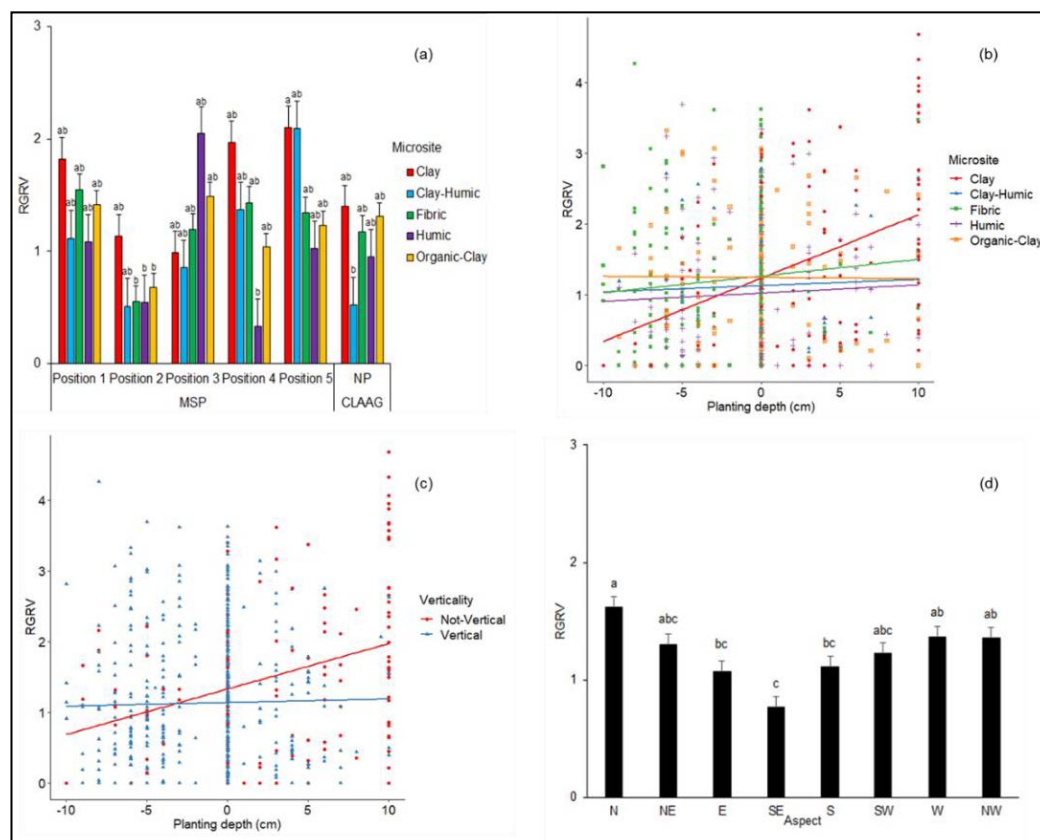 (a)
3
2
1
0
RGRV
ab
ab
ab
ab
ab
ab
ab
b
b
b
ab
ab
ab
ab
ab
ab
ab
ab
b
ab
a
ab
ab
ab
ab
ab
b
ab
ab
ab
Microsite
Clay
Clay-Humic
Fibric
Humic
Organic-Clay
Position 1 Position 2 Position 3 Position 4 Position 5 NP
MSP CLAAG
(b)
4
3
2
1
0
RGRV
-10 -5 0 5 10
Planting depth (cm)
Microsite
Clay
Clay-Humic
Fibric
Humic
Organic-Clay
(c)
4
3
2
1
0
RGRV
-10 -5 0 5 10
Planting depth (cm)
Verticality
Not-Vertical
Vertical
(d)
3
2
1
0
RGRV
a abc bc c bc abc ab ab
N NE E SE S SW W NW
Aspect